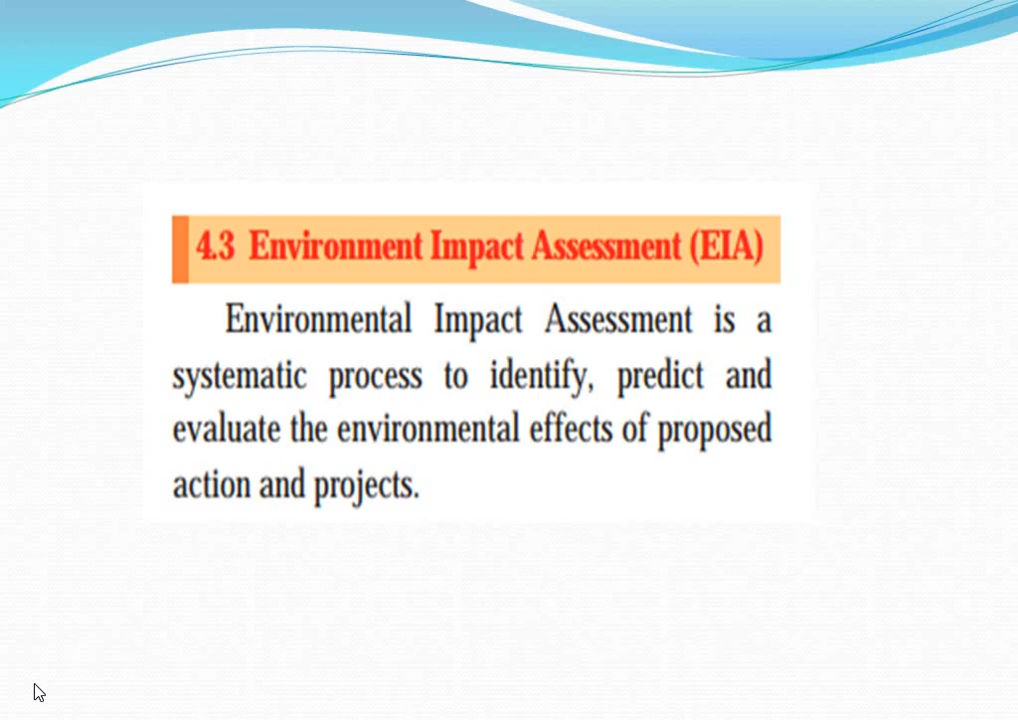 4.3 Environment Impact Assessment (EIA)
Environmental Impact Assessment is a
systematic process to identify, predict and
evaluate the environmental effects of proposed
action and projects.